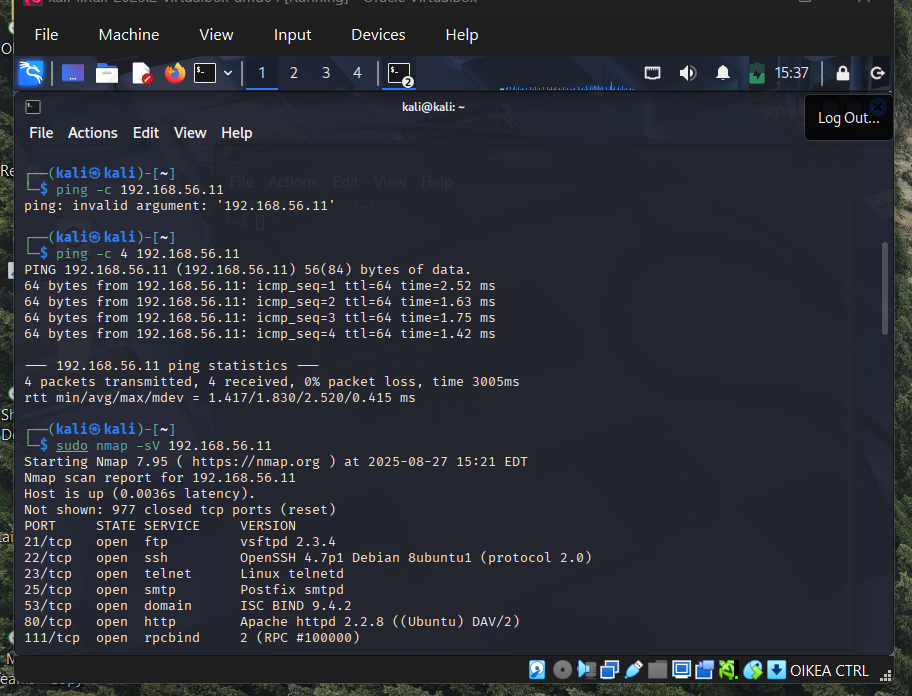 File Machine View Input Devices Help
1 2 3 4 2 15:37
kali@kali: ~
Log Out...
File Actions Edit View Help
File Actions Edit View Help
┌──(kali㉿kali)-[~]
└─$ ping -c 192.168.56.11
ping: invalid argument: '192.168.56.11'
┌──(kali㉿kali)-[~]
└─$ ping -c 4 192.168.56.11
PING 192.168.56.11 (192.168.56.11) 56(84) bytes of data.
64 bytes from 192.168.56.11: icmp_seq=1 ttl=64 time=2.52 ms
64 bytes from 192.168.56.11: icmp_seq=2 ttl=64 time=1.63 ms
64 bytes from 192.168.56.11: icmp_seq=3 ttl=64 time=1.75 ms
64 bytes from 192.168.56.11: icmp_seq=4 ttl=64 time=1.42 ms
--- 192.168.56.11 ping statistics ---
4 packets transmitted, 4 received, 0% packet loss, time 3005ms
rtt min/avg/max/mdev = 1.417/1.830/2.520/0.415 ms
┌──(kali㉿kali)-[~]
└─$ sudo nmap -sV 192.168.56.11
Starting Nmap 7.95 ( https://nmap.org ) at 2025-08-27 15:21 EDT
Nmap scan report for 192.168.56.11
Host is up (0.0036s latency).
Not shown: 977 closed tcp ports (reset)
PORT STATE SERVICE VERSION
21/tcp open ftp vsftpd 2.3.4
22/tcp open ssh OpenSSH 4.7p1 Debian 8ubuntu1 (protocol 2.0)
23/tcp open telnet Linux telnetd
25/tcp open smtp Postfix smtpd
53/tcp open domain ISC BIND 9.4.2
80/tcp open http Apache httpd 2.2.8 ((Ubuntu) DAV/2)
111/tcp open rpcbind 2 (RPC #100000)
OIKEA CTRL